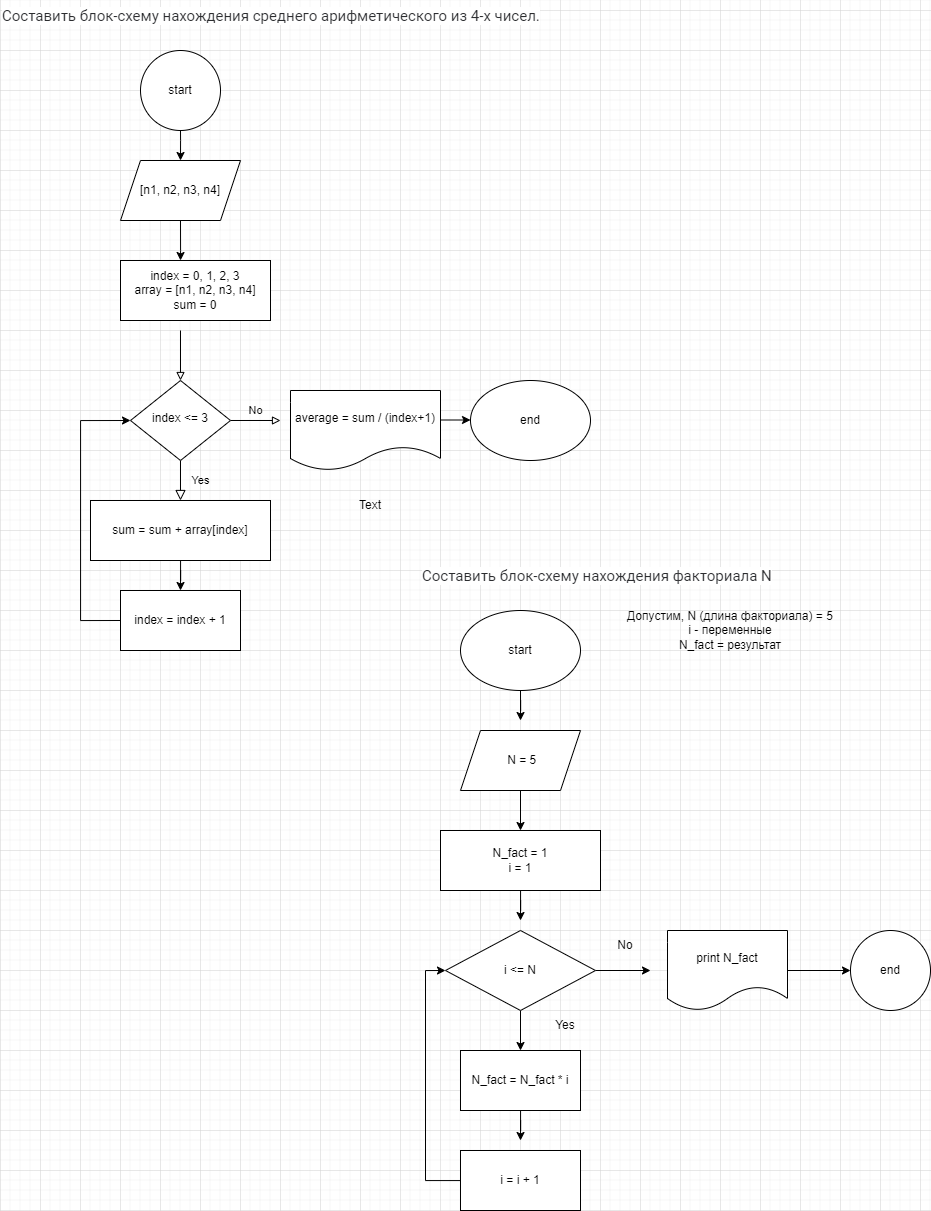 Составить блок-схему нахождения среднего арифметического из 4-х чисел.
start
[n1, n2, n3, n4]
index = 0, 1, 2, 3
array = [n1, n2, n3, n4]
sum = 0
index <= 3
No
average = sum / (index+1)
end
Yes
Text
sum = sum + array[index]
index = index + 1
Составить блок-схему нахождения факториала N
Допустим, N (длина факториала) = 5
i - переменные
N_fact = результат
start
N = 5
N_fact = 1
i = 1
i <= N
No
print N_fact
end
Yes
N_fact = N_fact * i
i = i + 1